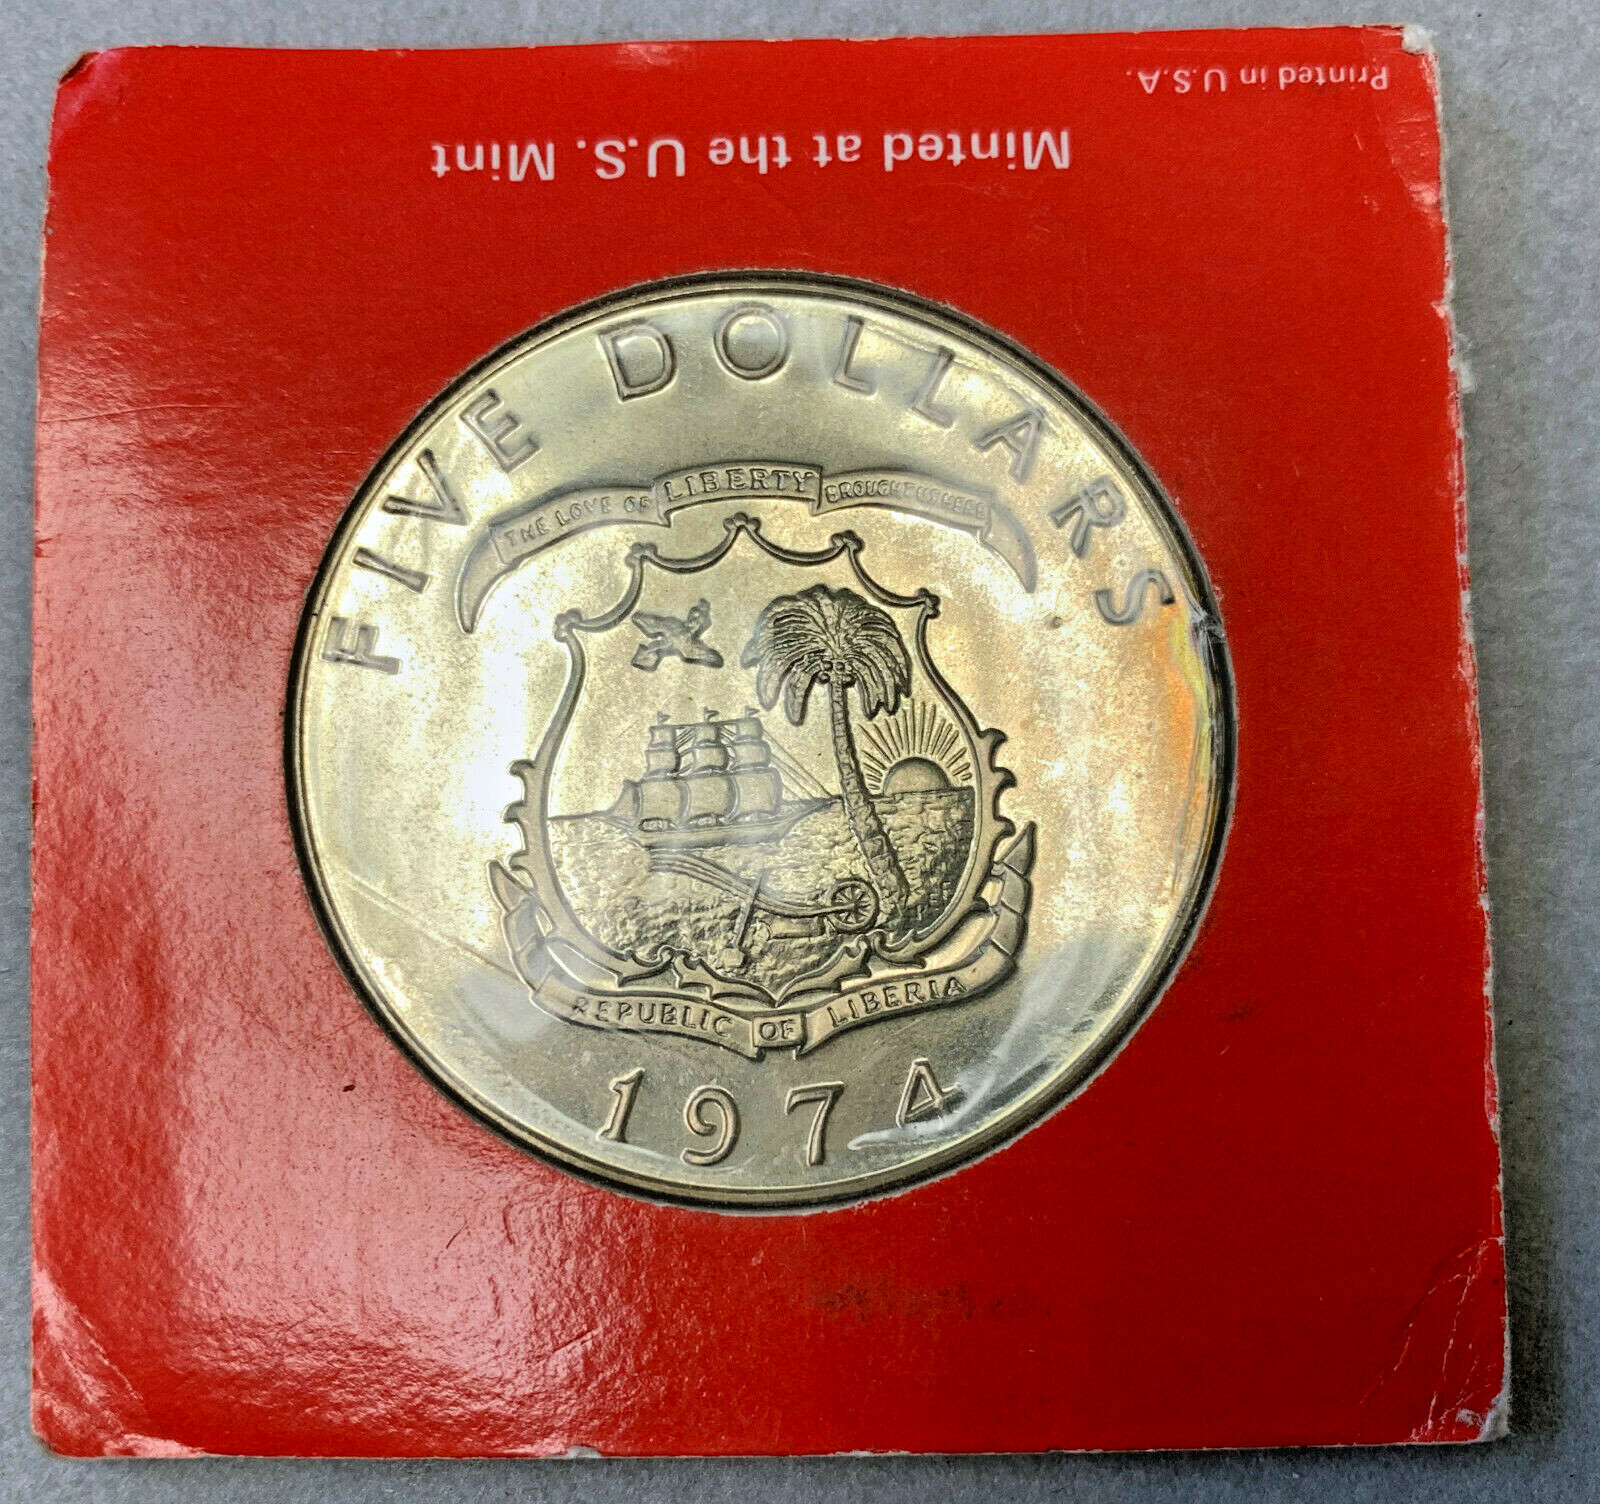 Printed in U.S.A.
Minted at the U.S. Mint
FIVE DOLLARS
THE LOVE OF LIBERTY BROUGHT US HERE
REPUBLIC OF LIBERIA
1974